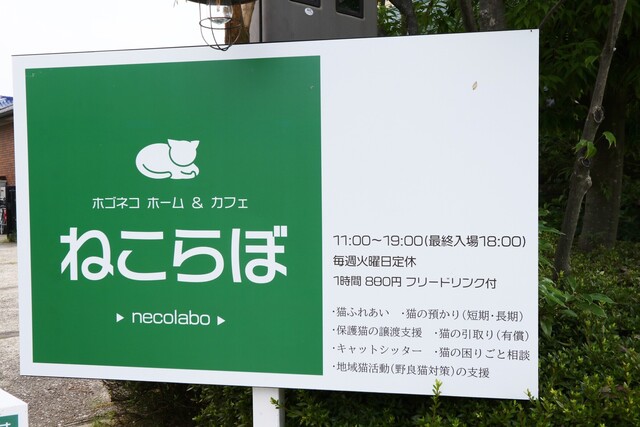 ホゴネコ ホーム & カフェ
ねこらぼ
▶ necolabo ▶
11:00〜19:00(最終入場18:00)
毎週火曜日定休
1時間 880円 フリードリンク付
・猫ふれあい ・猫の預かり(短期・長期)
・保護猫の譲渡支援 ・猫の引取り(有償)
・キャットシッター ・猫の困りごと相談
・地域猫活動(野良猫対策)の支援